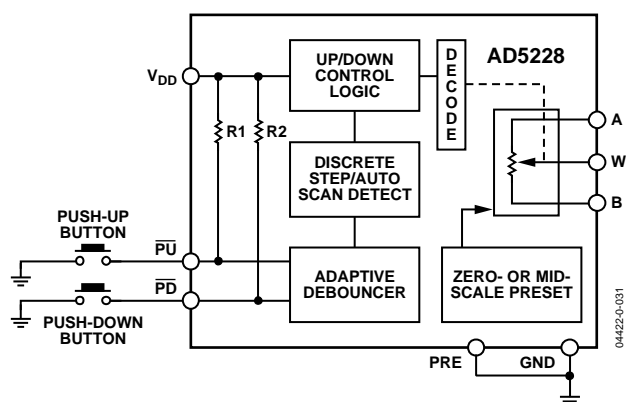 UP/DOWN
CONTROL
LOGIC
DECODE
AD5228
VDD
R1
R2
DISCRETE
STEP/AUTO
SCAN DETECT
A
W
B
PUSH-UP
BUTTON
PU
PD
PUSH-DOWN
BUTTON
ADAPTIVE
DEBOUNCER
ZERO- OR MID-
SCALE PRESET
PRE
GND
04422-0-031